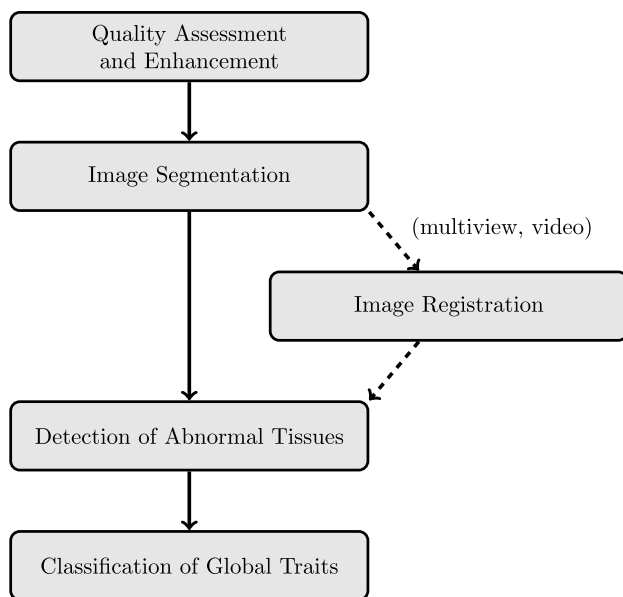 Quality Assessment
and Enhancement
Image Segmentation
(multiview, video)
Image Registration
Detection of Abnormal Tissues
Classification of Global Traits